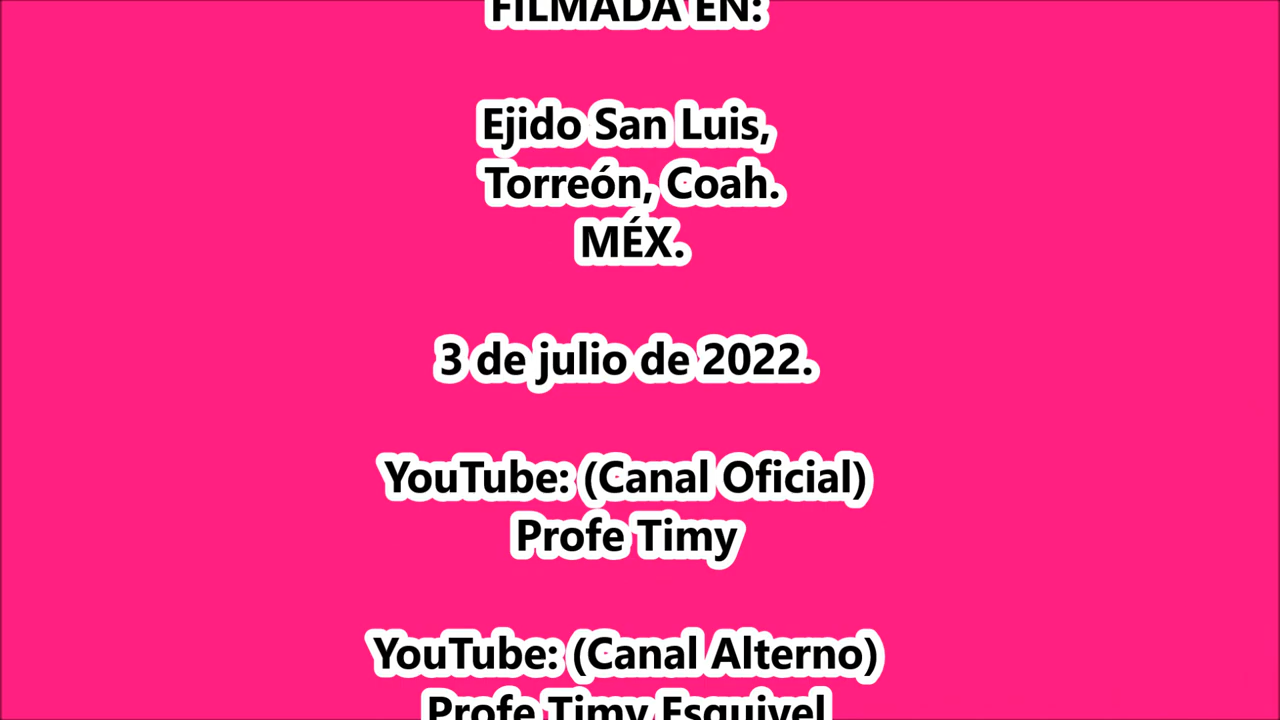 FILMADA EN:
Ejido San Luis,
Torreón, Coah.
MÉX.
3 de julio de 2022.
YouTube: (Canal Oficial)
Profe Timy
YouTube: (Canal Alterno)
Profe Timy Esquivel